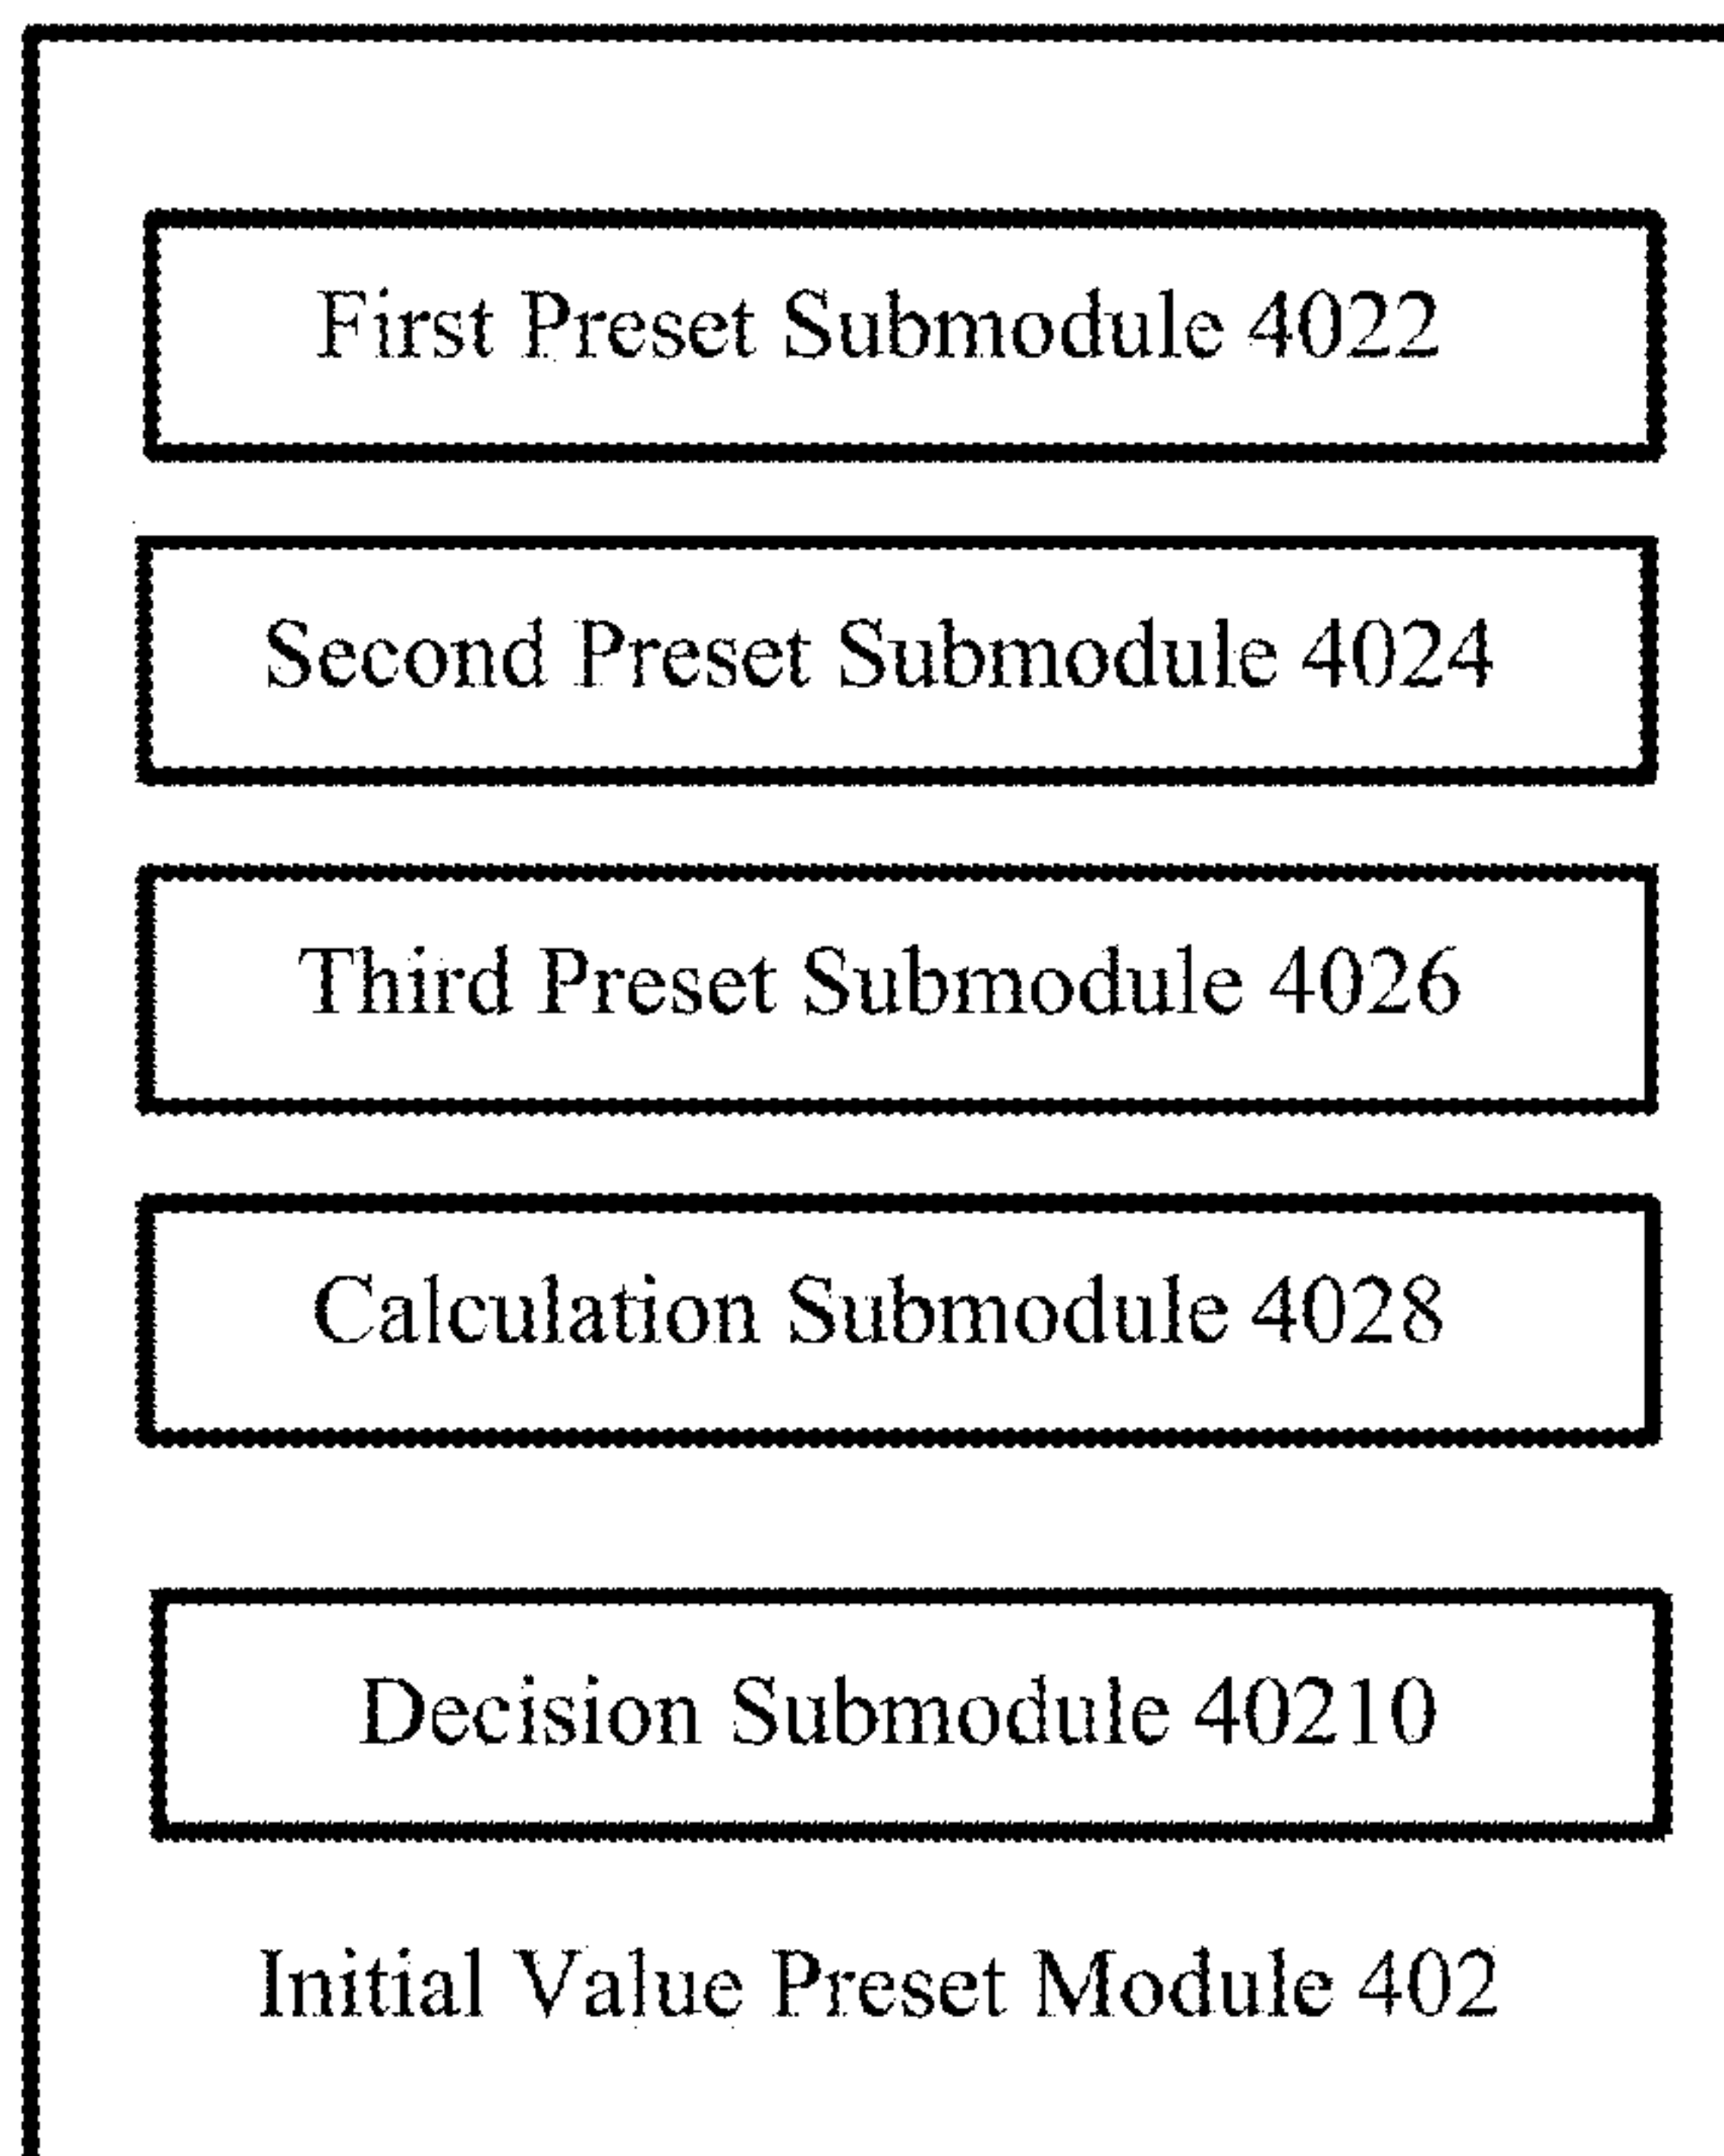 First Preset Submodule 4022
Second Preset Submodule 4024
Third Preset Submodule 4026
Calculation Submodule 4028
Decision Submodule 40210
Initial Value Preset Module 402